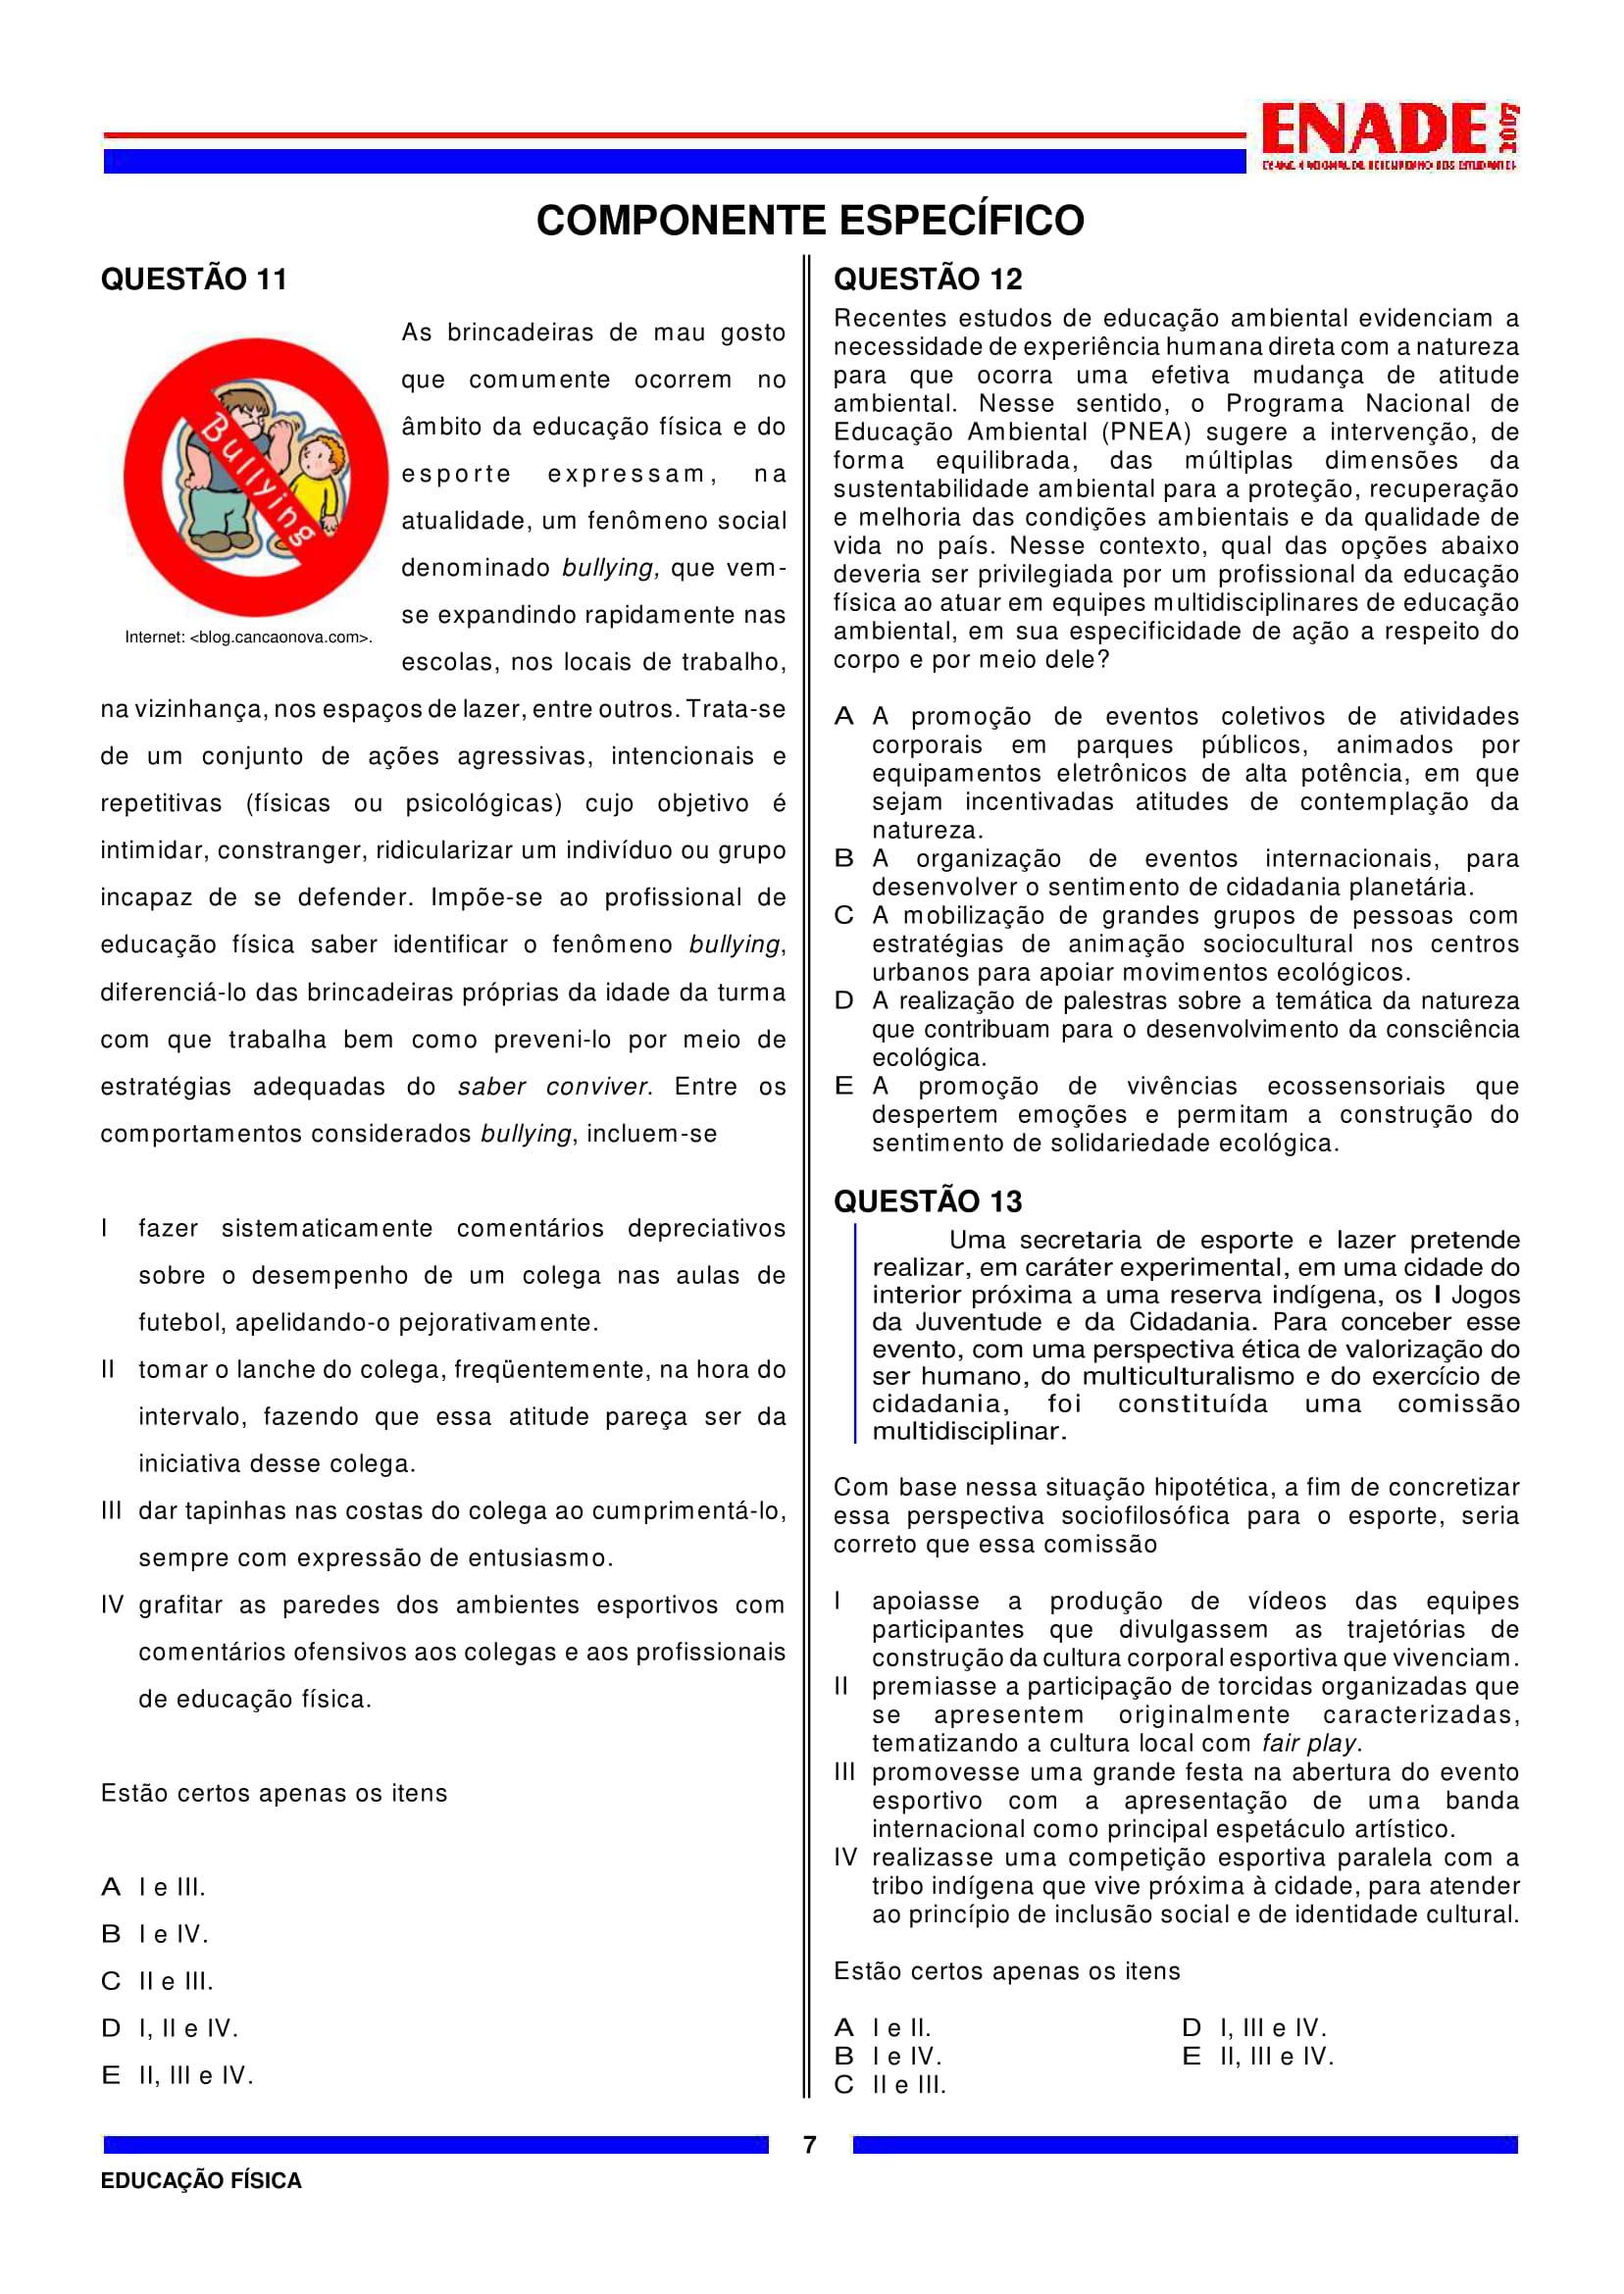 ENADE 2007
EXAME NACIONAL DE DESEMPENHO DOS ESTUDANTES
COMPONENTE ESPECÍFICO
QUESTÃO 11
Bullying
Internet: <blog.cancaonova.com>.
As brincadeiras de mau gosto
que comumente ocorrem no
âmbito da educação física e do
esporte expressam, na
atualidade, um fenômeno social
denominado bullying, que vem-
se expandindo rapidamente nas
escolas, nos locais de trabalho,
na vizinhança, nos espaços de lazer, entre outros. Trata-se
de um conjunto de ações agressivas, intencionais e
repetitivas (físicas ou psicológicas) cujo objetivo é
intimidar, constranger, ridicularizar um indivíduo ou grupo
incapaz de se defender. Impõe-se ao profissional de
educação física saber identificar o fenômeno bullying,
diferenciá-lo das brincadeiras próprias da idade da turma
com que trabalha bem como preveni-lo por meio de
estratégias adequadas do saber conviver. Entre os
comportamentos considerados bullying, incluem-se
I fazer sistematicamente comentários depreciativos
sobre o desempenho de um colega nas aulas de
futebol, apelidando-o pejorativamente.
II tomar o lanche do colega, freqüentemente, na hora do
intervalo, fazendo que essa atitude pareça ser da
iniciativa desse colega.
III dar tapinhas nas costas do colega ao cumprimentá-lo,
sempre com expressão de entusiasmo.
IV grafitar as paredes dos ambientes esportivos com
comentários ofensivos aos colegas e aos profissionais
de educação física.
Estão certos apenas os itens
A I e III.
B I e IV.
C II e III.
D I, II e IV.
E II, III e IV.
QUESTÃO 12
Recentes estudos de educação ambiental evidenciam a
necessidade de experiência humana direta com a natureza
para que ocorra uma efetiva mudança de atitude
ambiental. Nesse sentido, o Programa Nacional de
Educação Ambiental (PNEA) sugere a intervenção, de
forma equilibrada, das múltiplas dimensões da
sustentabilidade ambiental para a proteção, recuperação
e melhoria das condições ambientais e da qualidade de
vida no país. Nesse contexto, qual das opções abaixo
deveria ser privilegiada por um profissional da educação
física ao atuar em equipes multidisciplinares de educação
ambiental, em sua especificidade de ação a respeito do
corpo e por meio dele?
A A promoção de eventos coletivos de atividades
corporais em parques públicos, animados por
equipamentos eletrônicos de alta potência, em que
sejam incentivadas atitudes de contemplação da
natureza.
B A organização de eventos internacionais, para
desenvolver o sentimento de cidadania planetária.
C A mobilização de grandes grupos de pessoas com
estratégias de animação sociocultural nos centros
urbanos para apoiar movimentos ecológicos.
D A realização de palestras sobre a temática da natureza
que contribuam para o desenvolvimento da consciência
ecológica.
E A promoção de vivências ecossensoriais que
despertem emoções e permitam a construção do
sentimento de solidariedade ecológica.
QUESTÃO 13
Uma secretaria de esporte e lazer pretende
realizar, em caráter experimental, em uma cidade do
interior próxima a uma reserva indígena, os I Jogos
da Juventude e da Cidadania. Para conceber esse
evento, com uma perspectiva ética de valorização do
ser humano, do multiculturalismo e do exercício de
cidadania, foi constituída uma comissão
multidisciplinar.
Com base nessa situação hipotética, a fim de concretizar
essa perspectiva sociofilosófica para o esporte, seria
correto que essa comissão
I apoiasse a produção de vídeos das equipes
participantes que divulgassem as trajetórias de
construção da cultura corporal esportiva que vivenciam.
II premiasse a participação de torcidas organizadas que
se apresentem originalmente caracterizadas,
tematizando a cultura local com fair play.
III promovesse uma grande festa na abertura do evento
esportivo com a apresentação de uma banda
internacional como principal espetáculo artístico.
IV realizasse uma competição esportiva paralela com a
tribo indígena que vive próxima à cidade, para atender
ao princípio de inclusão social e de identidade cultural.
Estão certos apenas os itens
A I e II.
B I e IV.
C II e III.
D I, III e IV.
E II, III e IV.
7
EDUCAÇÃO FÍSICA